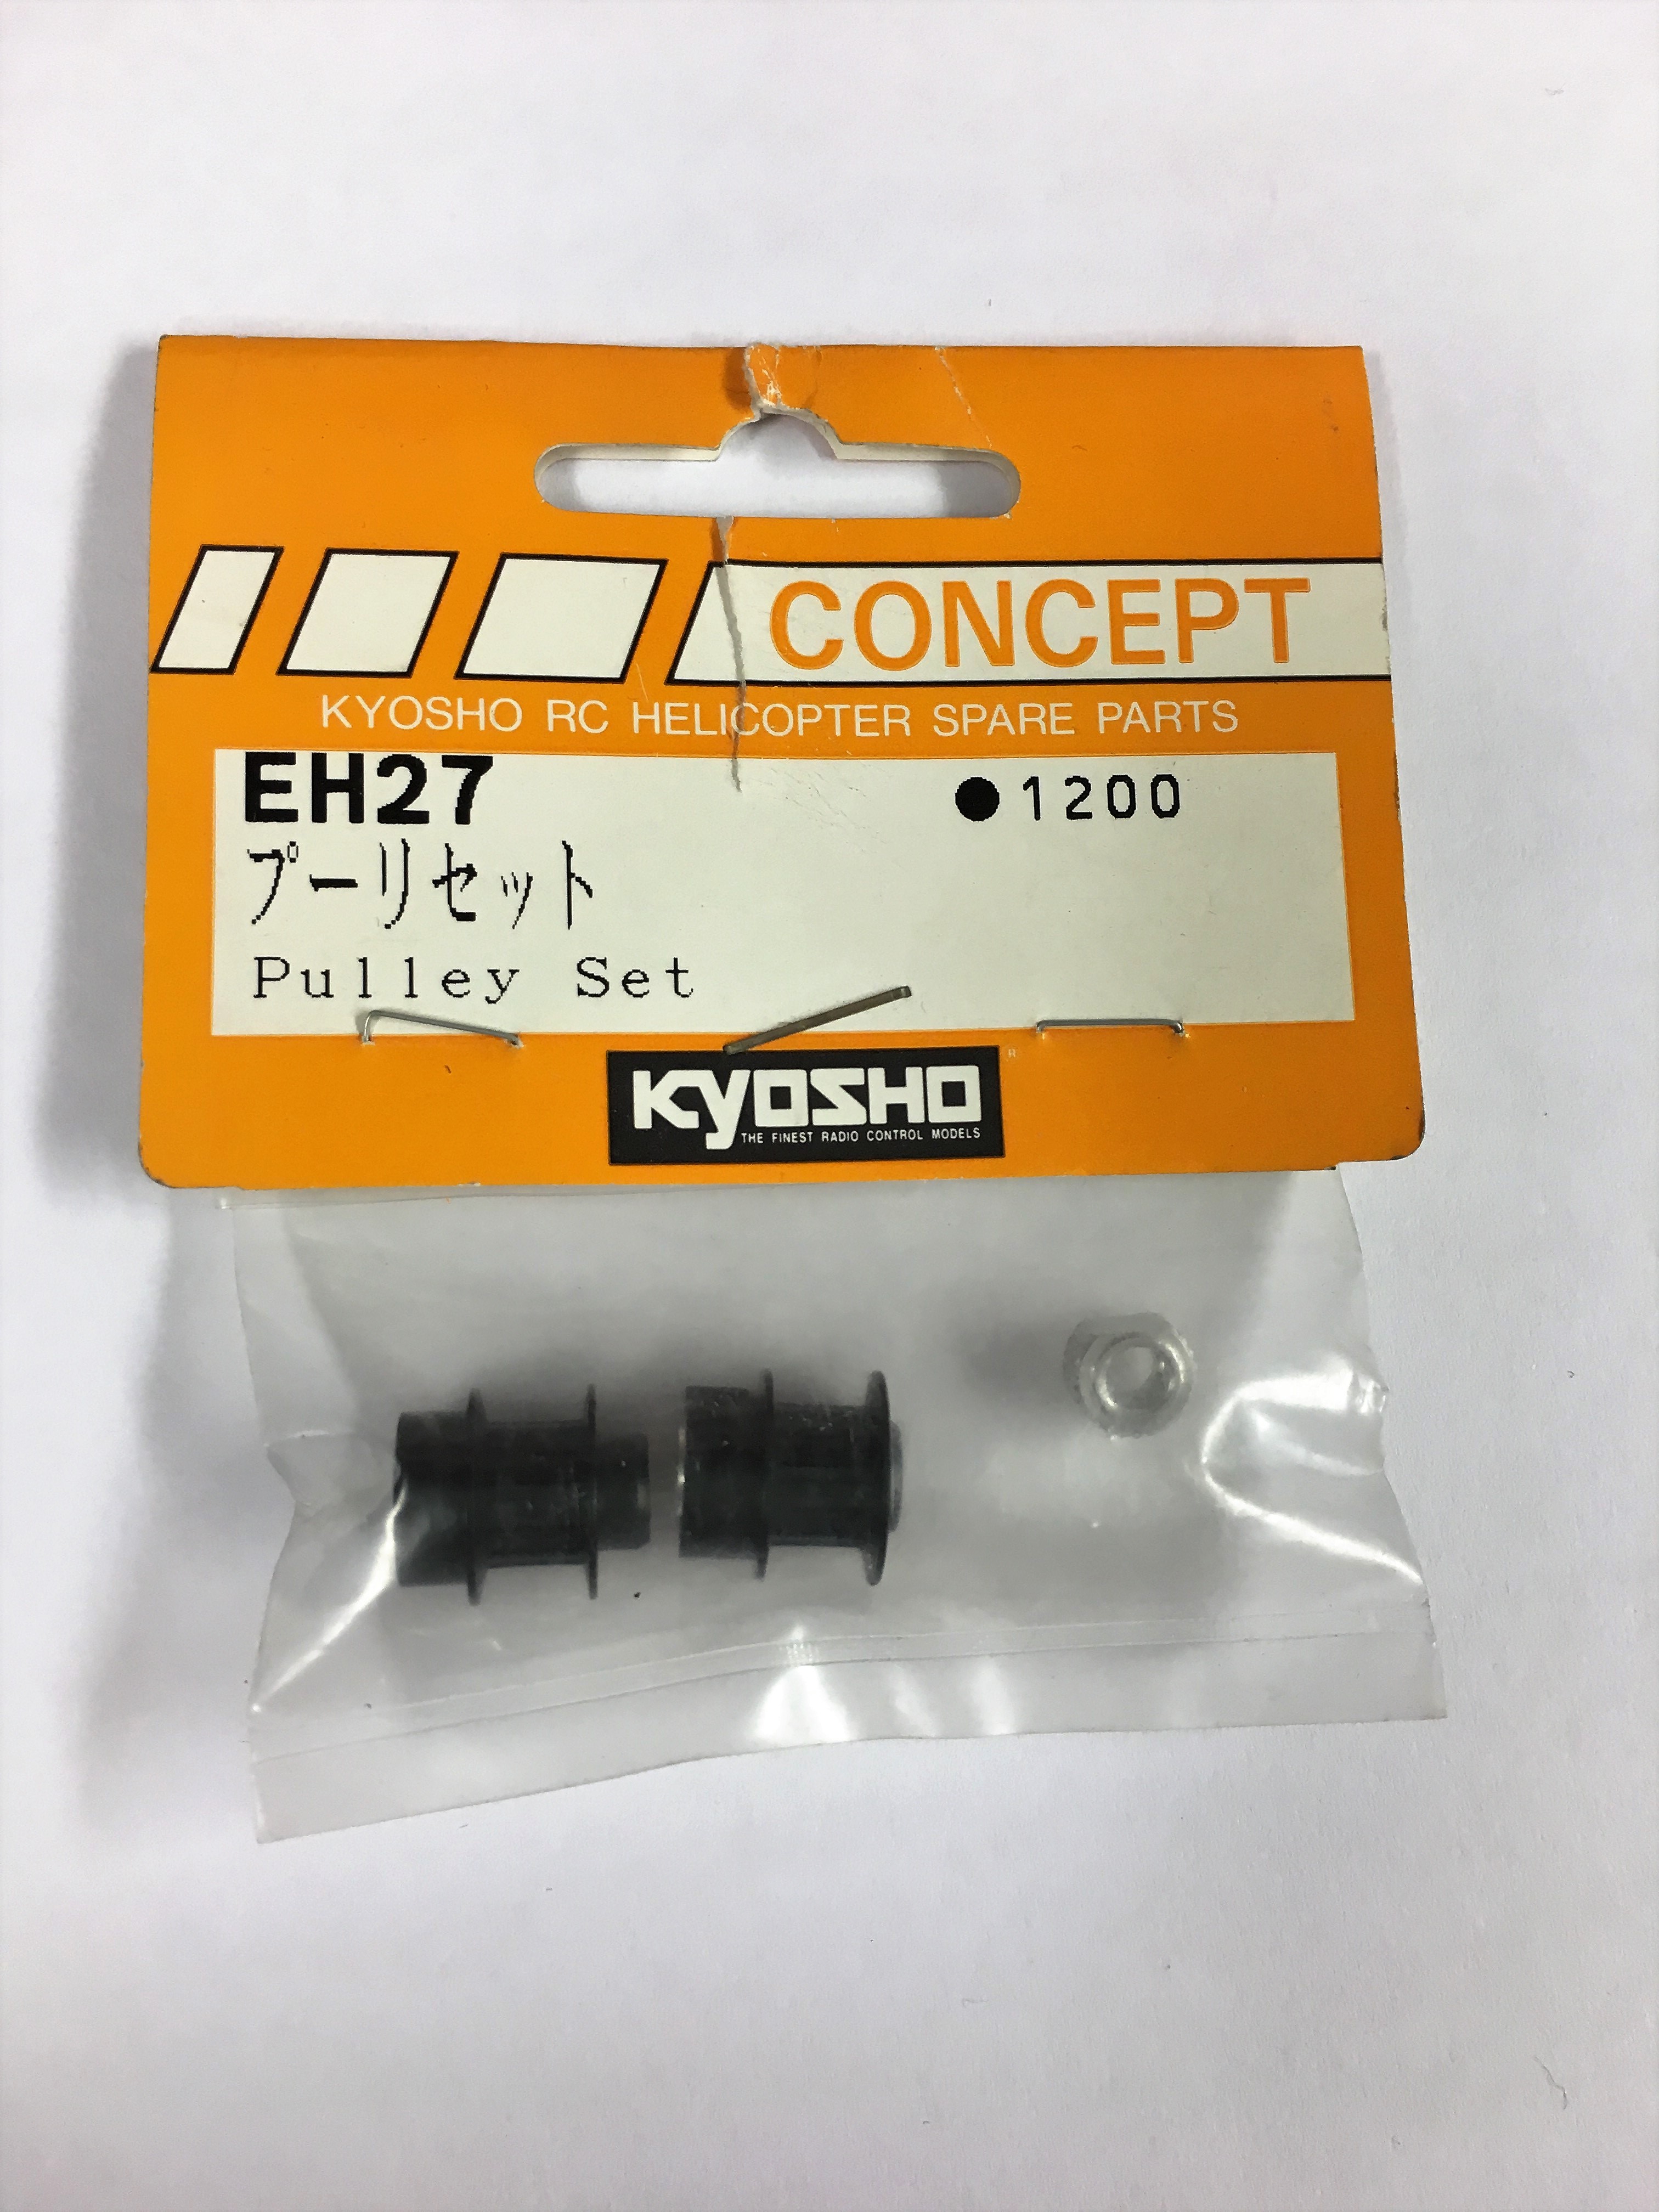 CONCEPT
KYOSHO RC HELICOPTER SPARE PARTS
EH27 ●1200
プーリセット
Pulley Set
KYOSHO ®
THE FINEST RADIO CONTROL MODELS